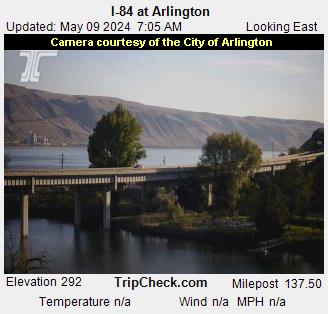 I-84 at Arlington
Updated: May 09 2024 7:05 AM Looking East
Camera courtesy of the City of Arlington
Elevation 292 TripCheck.com Milepost 137.50
Temperature n/a Wind n/a MPH n/a